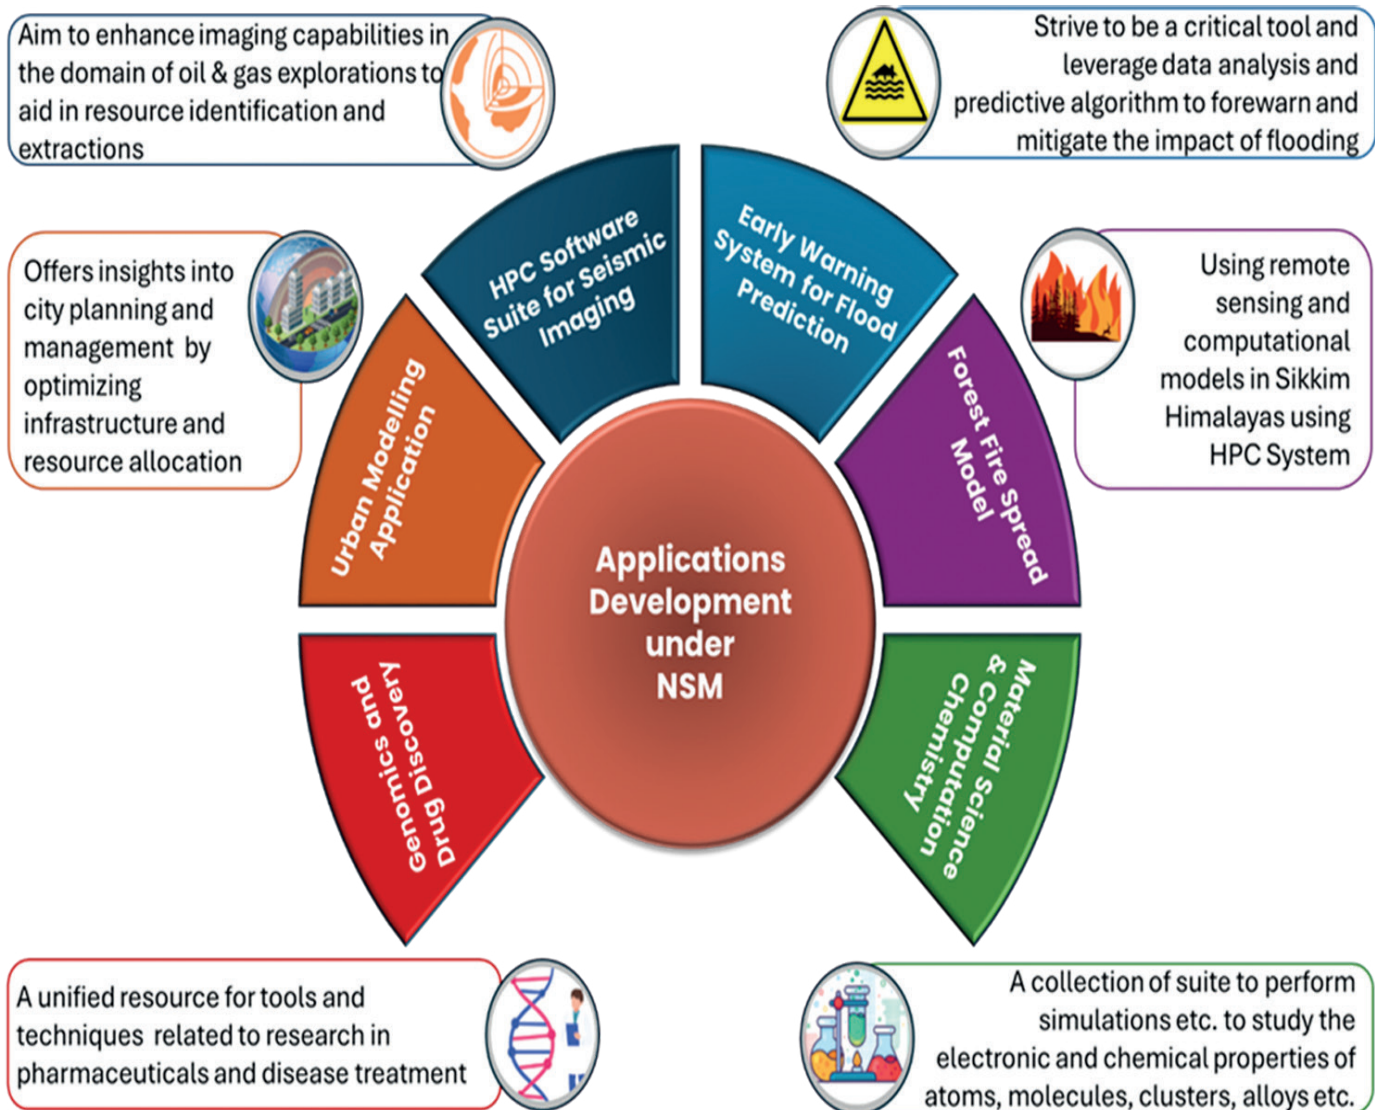 Aim to enhance imaging capabilities in
the domain of oil & gas explorations to
aid in resource identification and
extractions
Strive to be a critical tool and
leverage data analysis and
predictive algorithm to forewarn and
mitigate the impact of flooding
HPC Software
Suite for Seismic
Imaging
Early Warning
System for Flood
Prediction
Offers insights into
city planning and
management by
optimizing
infrastructure and
resource allocation
Urban Modelling
Application
Forest Fire Spread
Model
Using remote
sensing and
computational
models in Sikkim
Himalayas using
HPC System
Applications
Development
under
NSM
Genomics and
Drug Discovery
Material Science
& Computation
Chemistry
A unified resource for tools and
techniques related to research in
pharmaceuticals and disease treatment
A collection of suite to perform
simulations etc. to study the
electronic and chemical properties of
atoms, molecules, clusters, alloys etc.